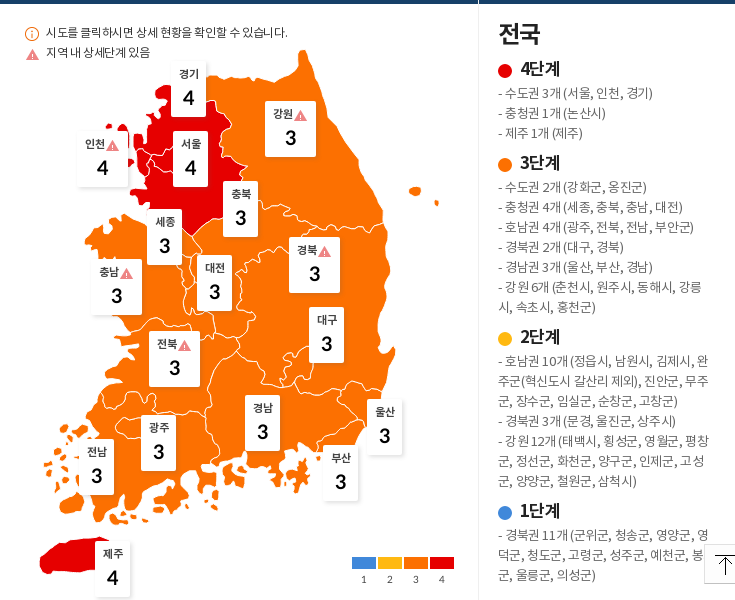 시도를 클릭하시면 상세 현황을 확인할 수 있습니다.
지역 내 상세단계 있음
경기
4
강원
3
인천
4
서울
4
충북
3
세종
3
경북
3
대전
3
충남
3
대구
3
전북
3
경남
3
울산
3
광주
3
전남
3
부산
3
제주
4
1 2 3 4
전국
4단계
- 수도권 3개 (서울, 인천, 경기)
- 충청권 1개 (논산시)
- 제주 1개 (제주)
3단계
- 수도권 2개 (강화군, 옹진군)
- 충청권 4개 (세종, 충북, 충남, 대전)
- 호남권 4개 (광주, 전북, 전남, 부안군)
- 경북권 2개 (대구, 경북)
- 경남권 3개 (울산, 부산, 경남)
- 강원 6개 (춘천시, 원주시, 동해시, 강릉
시, 속초시, 홍천군)
2단계
- 호남권 10개 (정읍시, 남원시, 김제시, 완
주군(혁신도시 갈산리 제외), 진안군, 무주
군, 장수군, 임실군, 순창군, 고창군)
- 경북권 3개 (문경, 울진군, 상주시)
- 강원 12개 (태백시, 횡성군, 영월군, 평창
군, 정선군, 화천군, 양구군, 인제군, 고성
군, 양양군, 철원군, 삼척시)
1단계
- 경북권 11개 (군위군, 청송군, 영양군, 영
덕군, 청도군, 고령군, 성주군, 예천군, 봉
군, 울릉군, 의성군)